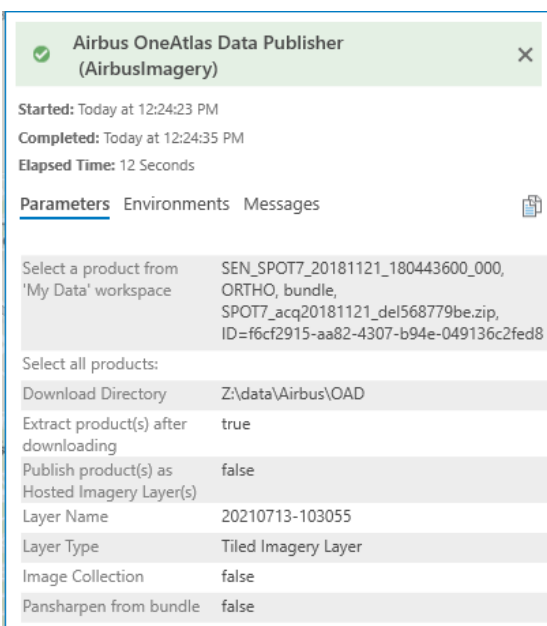 Airbus OneAtlas Data Publisher
(AirbusImagery)
Started: Today at 12:24:23 PM
Completed: Today at 12:24:35 PM
Elapsed Time: 12 Seconds
Parameters Environments Messages
Select a product from SEN_SPOT7_20181121_180443600_000,
'My Data' workspace ORTHO, bundle,
SPOT7_acq20181121_del568779be.zip,
ID=f6cf2915-aa82-4307-b94e-049136c2fed8
Select all products:
Download Directory Z:\data\Airbus\OAD
Extract product(s) after true
downloading
Publish product(s) as false
Hosted Imagery Layer(s)
Layer Name 20210713-103055
Layer Type Tiled Imagery Layer
Image Collection false
Pansharpen from bundle false